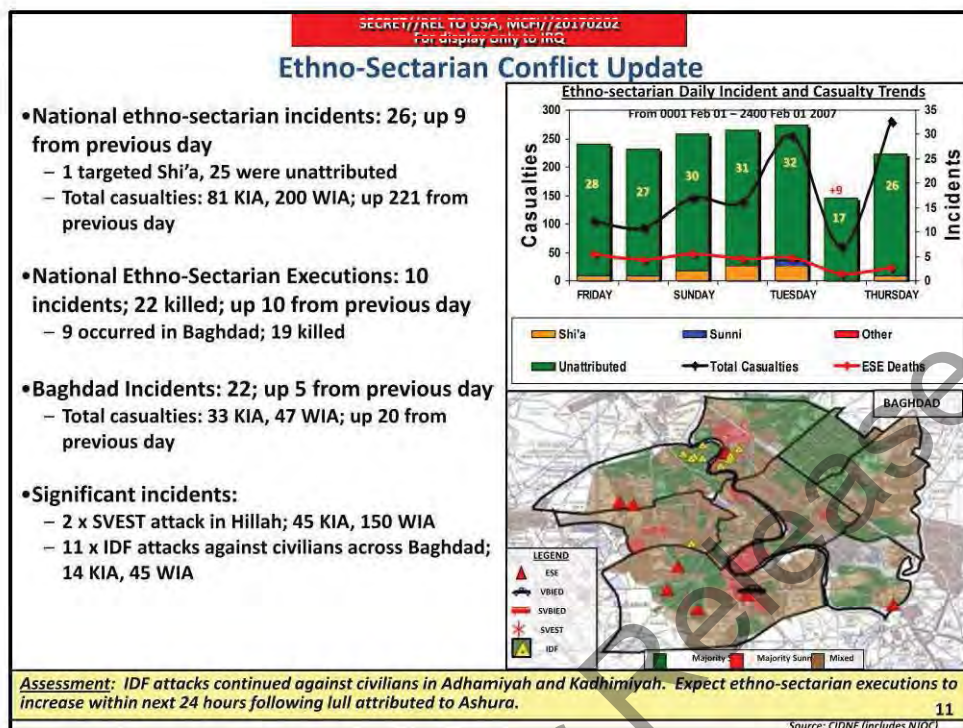 SECRET//REL TO USA, MCFI//20170202
For display only to IRQ
Ethno-Sectarian Conflict Update
•National ethno-sectarian incidents: 26; up 9
from previous day
– 1 targeted Shi'a, 25 were unattributed
– Total casualties: 81 KIA, 200 WIA; up 221 from
previous day
•National Ethno-Sectarian Executions: 10
incidents; 22 killed; up 10 from previous day
– 9 occurred in Baghdad; 19 killed
•Baghdad Incidents: 22; up 5 from previous day
– Total casualties: 33 KIA, 47 WIA; up 20 from
previous day
•Significant incidents:
– 2 x SVEST attack in Hillah; 45 KIA, 150 WIA
– 11 x IDF attacks against civilians across Baghdad;
14 KIA, 45 WIA
Ethno-sectarian Daily Incident and Casualty Trends
From 0001 Feb 01 – 2400 Feb 01 2007
Casualties
300
250
200
150
100
50
0
28
27
30
31
32
+9
17
26
35
30
25
20
15
10
5
0
Incidents
FRIDAY SUNDAY TUESDAY THURSDAY
Shi'a Sunni Other
Unattributed Total Casualties ESE Deaths
BAGHDAD
LEGEND
ESE
VBIED
SVBIED
SVEST
IDF
Majority Majority Mixed
Release
Assessment: IDF attacks continued against civilians in Adhamiyah and Kadhimiyah. Expect ethno-sectarian executions to
increase within next 24 hours following lull attributed to Ashura.
11
Source: CIDNE (includes NJOC)